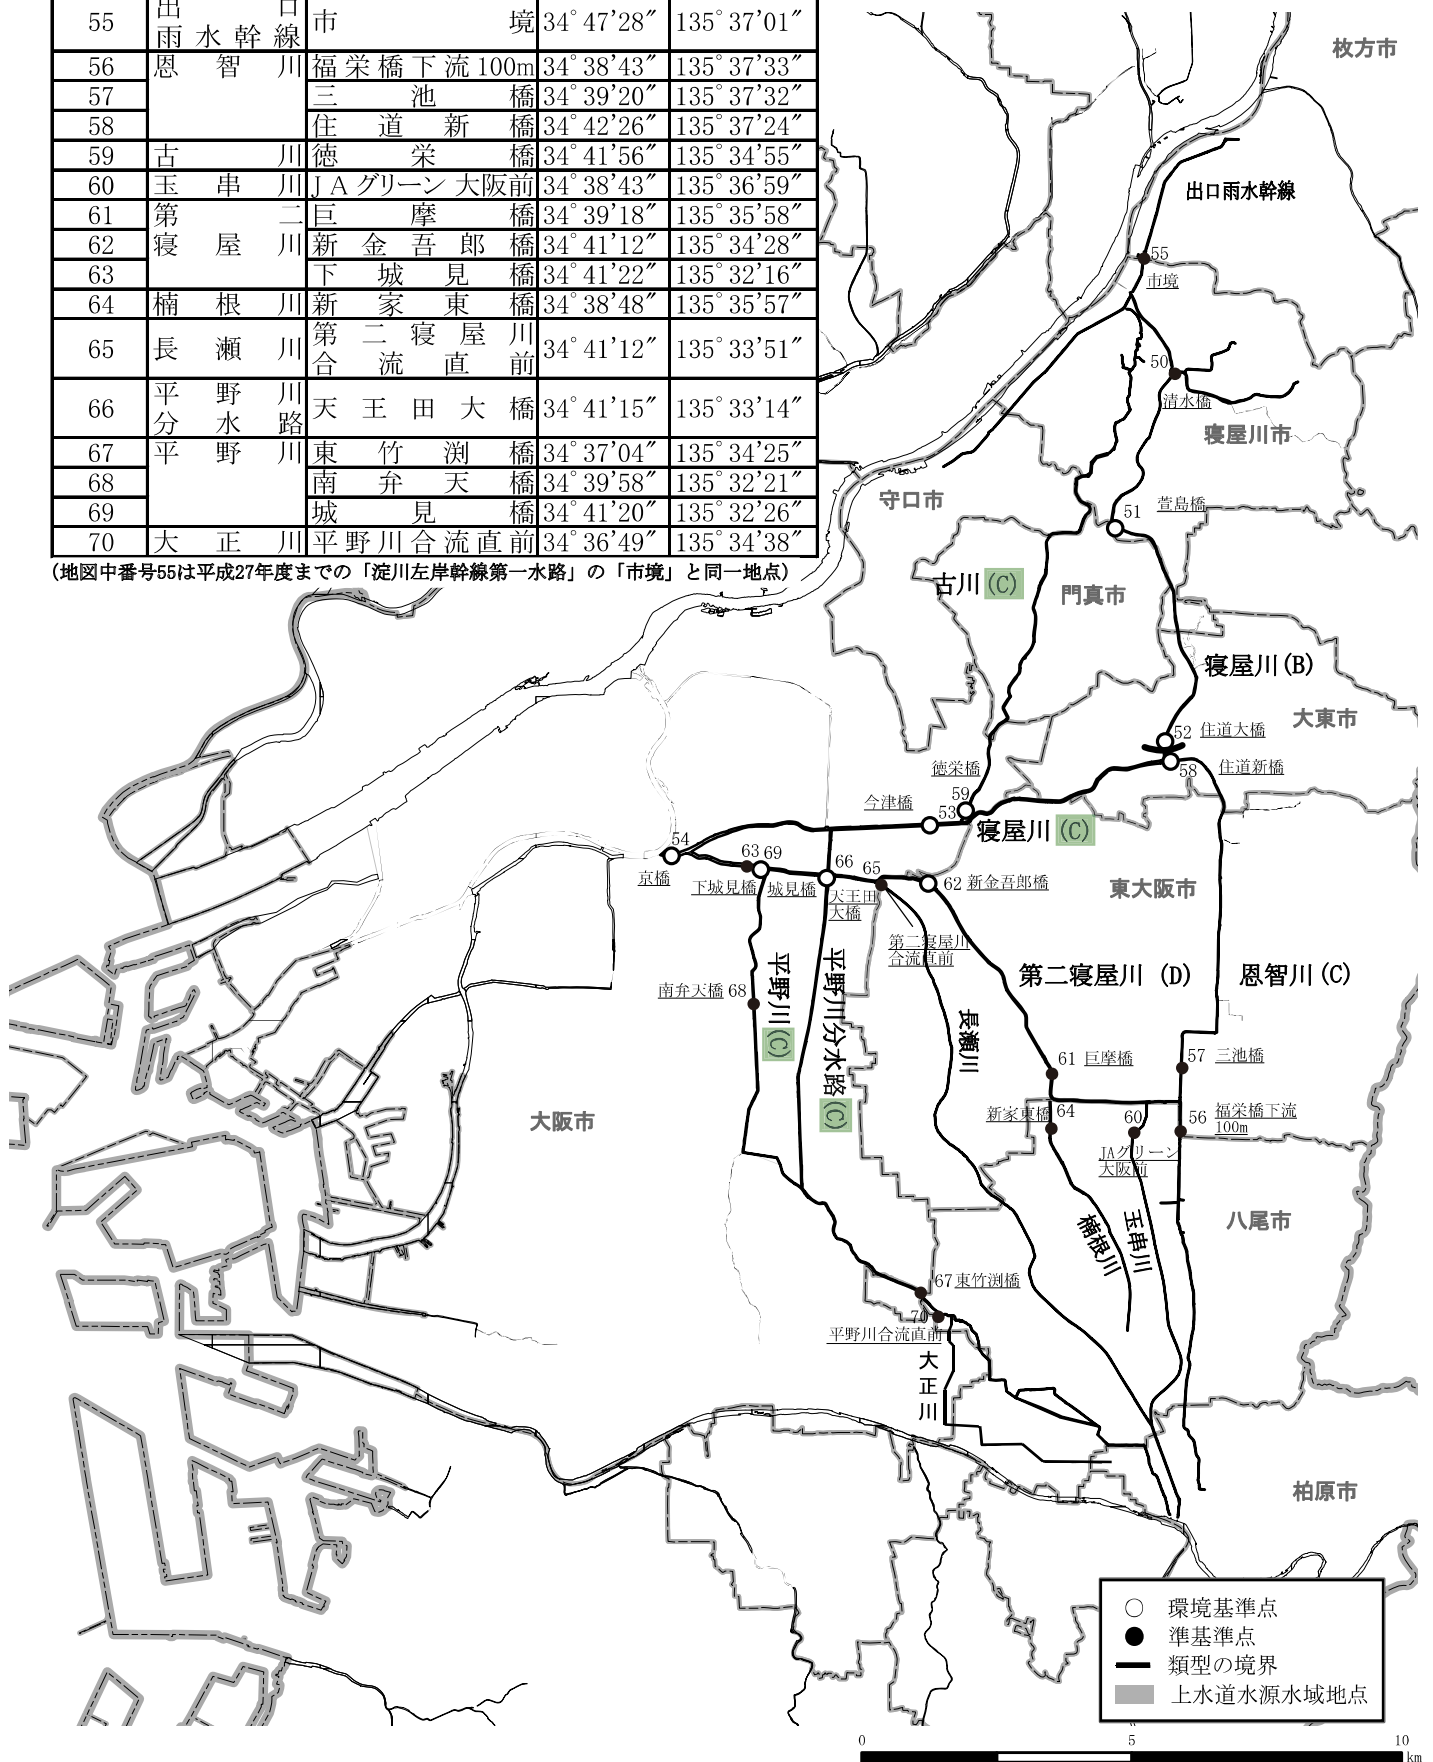 55 出口 市境 34°47′28″ 135°37′01″
雨水幹線
56 恩智川 福栄橋下流100m 34°38′43″ 135°37′33″
57 三池橋 34°39′20″ 135°37′32″
58 住道新橋 34°42′26″ 135°37′24″
59 古川 徳栄橋 34°41′56″ 135°34′55″
60 玉串川 JAグリーン大阪前 34°38′43″ 135°36′59″
61 第二 巨摩橋 34°39′18″ 135°35′58″
62 寝屋川 新金吾郎橋 34°41′12″ 135°34′28″
63 下城見橋 34°41′22″ 135°32′16″
64 楠根川 新家東橋 34°38′48″ 135°35′57″
65 長瀬川 第二寝屋川 34°41′12″ 135°33′51″
合流直前
66 平野川 天王田大橋 34°41′15″ 135°33′14″
分水路
67 平野川 東竹渕橋 34°37′04″ 135°34′25″
68 南弁天橋 34°39′58″ 135°32′21″
69 城見橋 34°41′20″ 135°32′26″
70 大正川 平野川合流直前 34°36′49″ 135°34′38″
(地図中番号55は平成27年度までの「淀川左岸幹線第一水路」の「市境」と同一地点)
枚方市
出口雨水幹線
55
市境
50
清水橋
寝屋川市
守口市
萱島橋
51
古川(C)
門真市
寝屋川(B)
大東市
52 住道大橋
徳栄橋
58 住道新橋
59
今津橋
53
寝屋川(C)
54
京橋
63 69
66
65
下城見橋
城見橋
天王田
大橋
62 新金吾郎橋
東大阪市
第二寝屋川
合流直前
第二寝屋川(D)
恩智川(C)
南弁天橋 68
平野川(C)
平野川分水路(C)
長瀬川
61 巨摩橋
57 三池橋
大阪市
新家東橋 64
60
56 福栄橋下流
100m
JAグリーン
大阪前
楠根川
玉串川
八尾市
67 東竹渕橋
70
平野川合流直前
大正川
柏原市
○ 環境基準点
● 準基準点
類型の境界
上水道水源水域地点
0 5 10
km